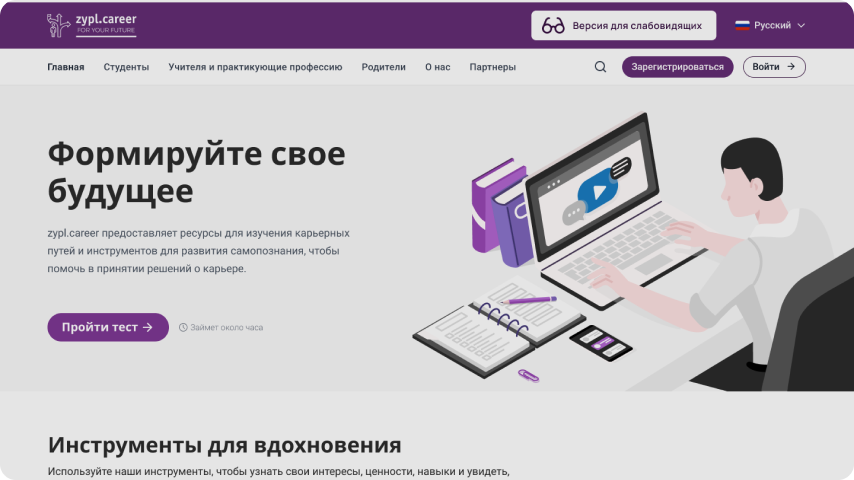 zypl.career
FOR YOUR FUTURE
Версия для слабовидящих
Русский
Главная
Студенты
Учителя и практикующие профессию
Родители
О нас
Партнеры
Зарегистрироваться
Войти
Формируйте свое
будущее
zypl.career предоставляет ресурсы для изучения карьерных
путей и инструментов для развития самопознания, чтобы
помочь в принятии решений о карьере.
Пройти тест
Займет около часа
Инструменты для вдохновения
Используйте наши инструменты, чтобы узнать свои интересы, ценности, навыки и увидеть,